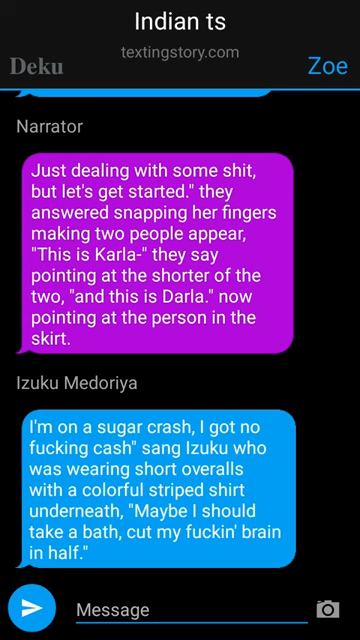 Indian ts
textingstory.com
Deku
Zoe
Narrator
Just dealing with some shit,
but let's get started." they
answered snapping her fingers
making two people appear,
"This is Karla-" they say
pointing at the shorter of the
two, "and this is Darla." now
pointing at the person in the
skirt.
Izuku Medoriya
I'm on a sugar crash, I got no
fucking cash" sang Izuku who
was wearing short overalls
with a colorful striped shirt
underneath, "Maybe I should
take a bath, cut my fuckin' brain
in half."
Message